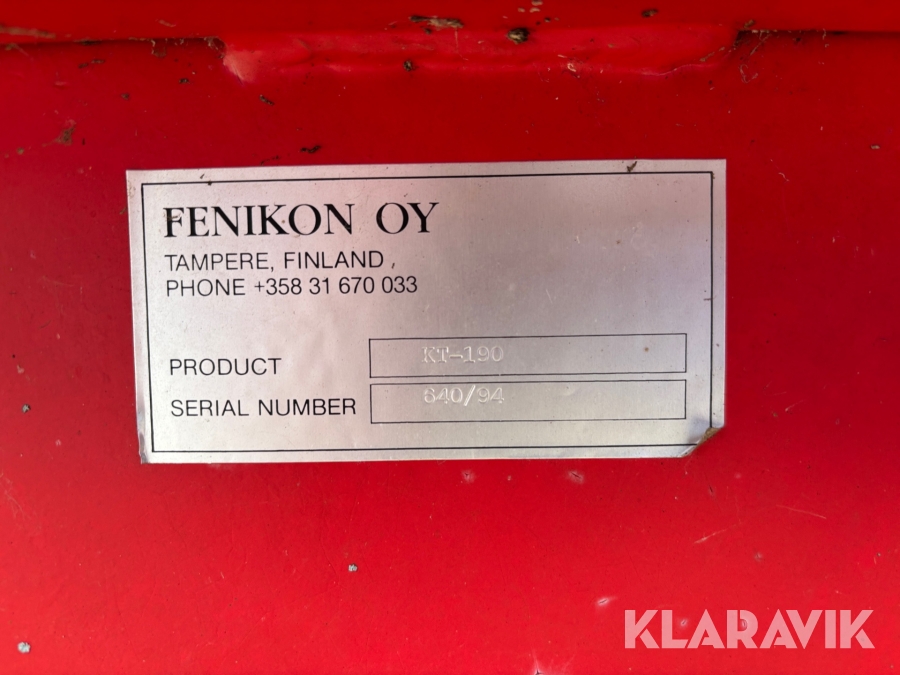 FENIKON OY
TAMPERE, FINLAND,
PHONE +358 31 670 033
PRODUCT KT-190
SERIAL NUMBER 640/94
KLARAVIK